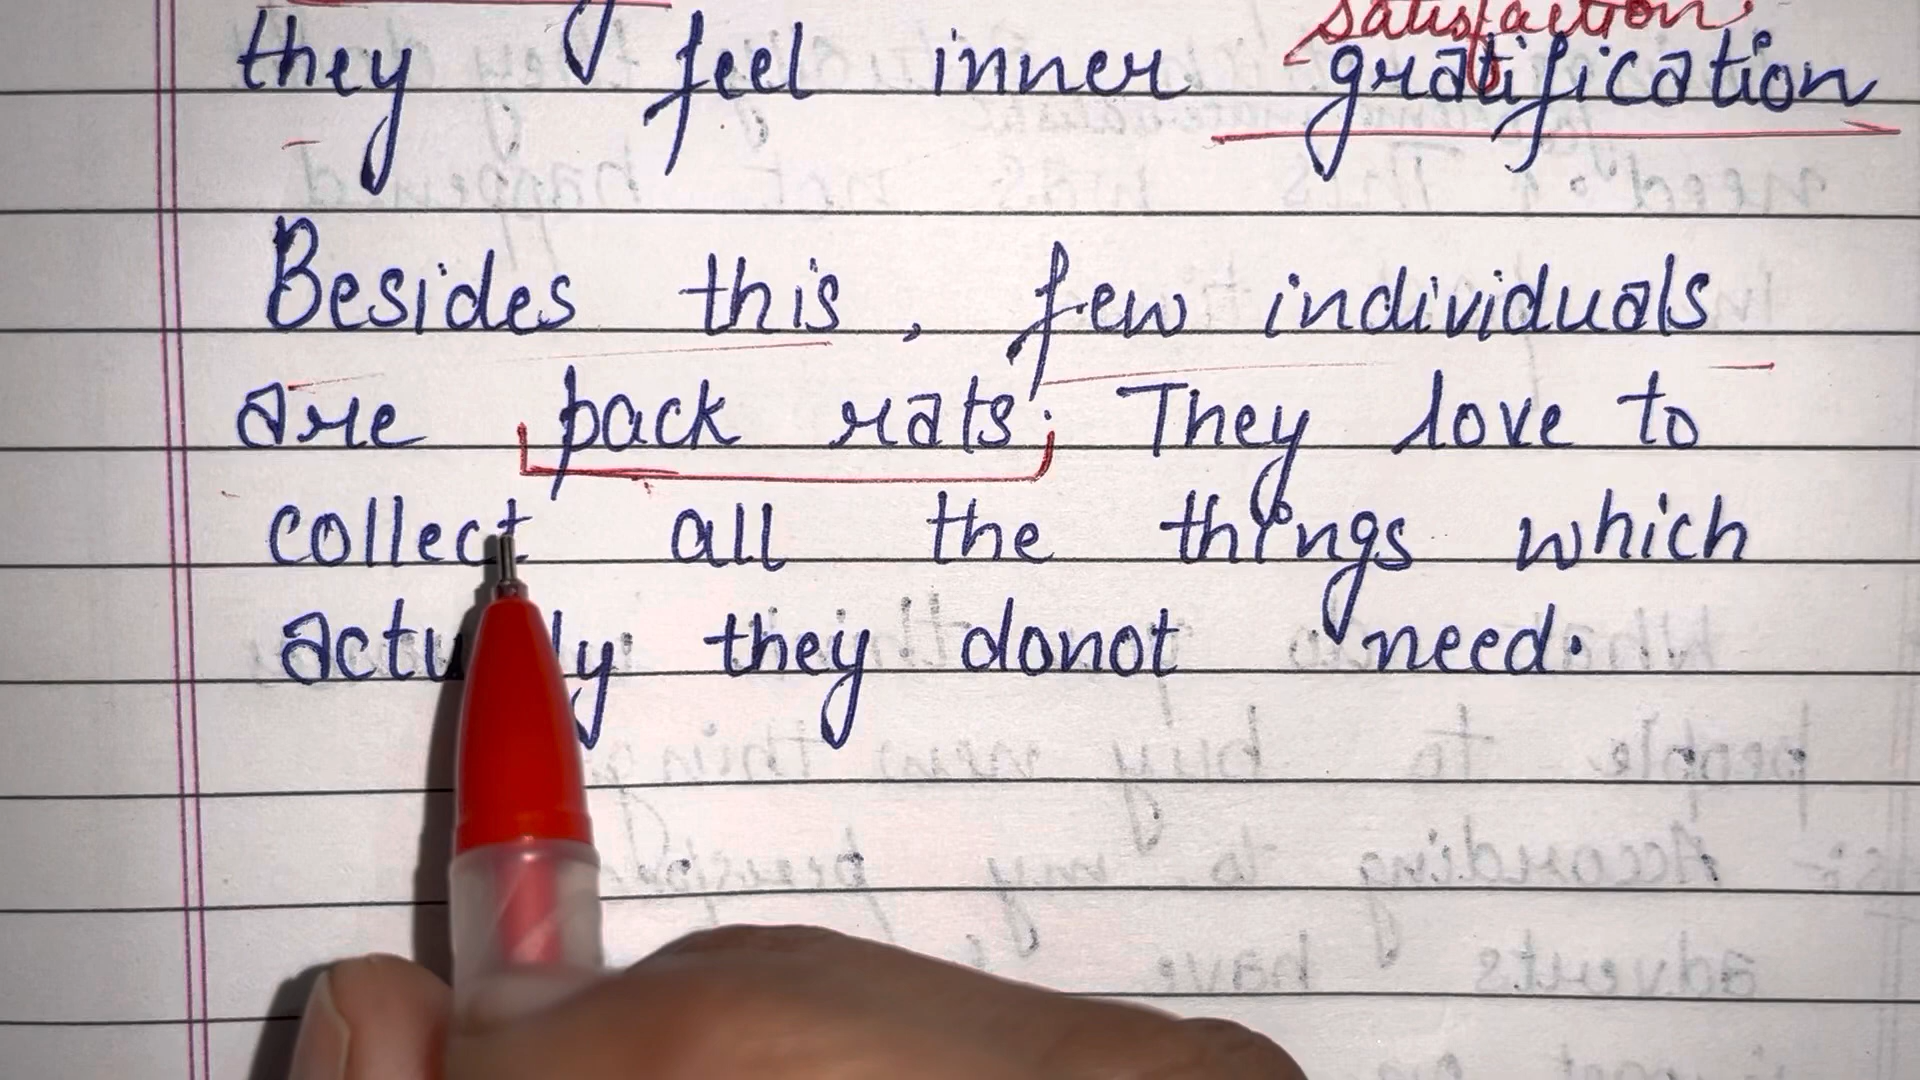 satisfaction
they feel inner gratification
Besides this, few individuals
are pack rats. They love to
collect all the things which
they donot need.